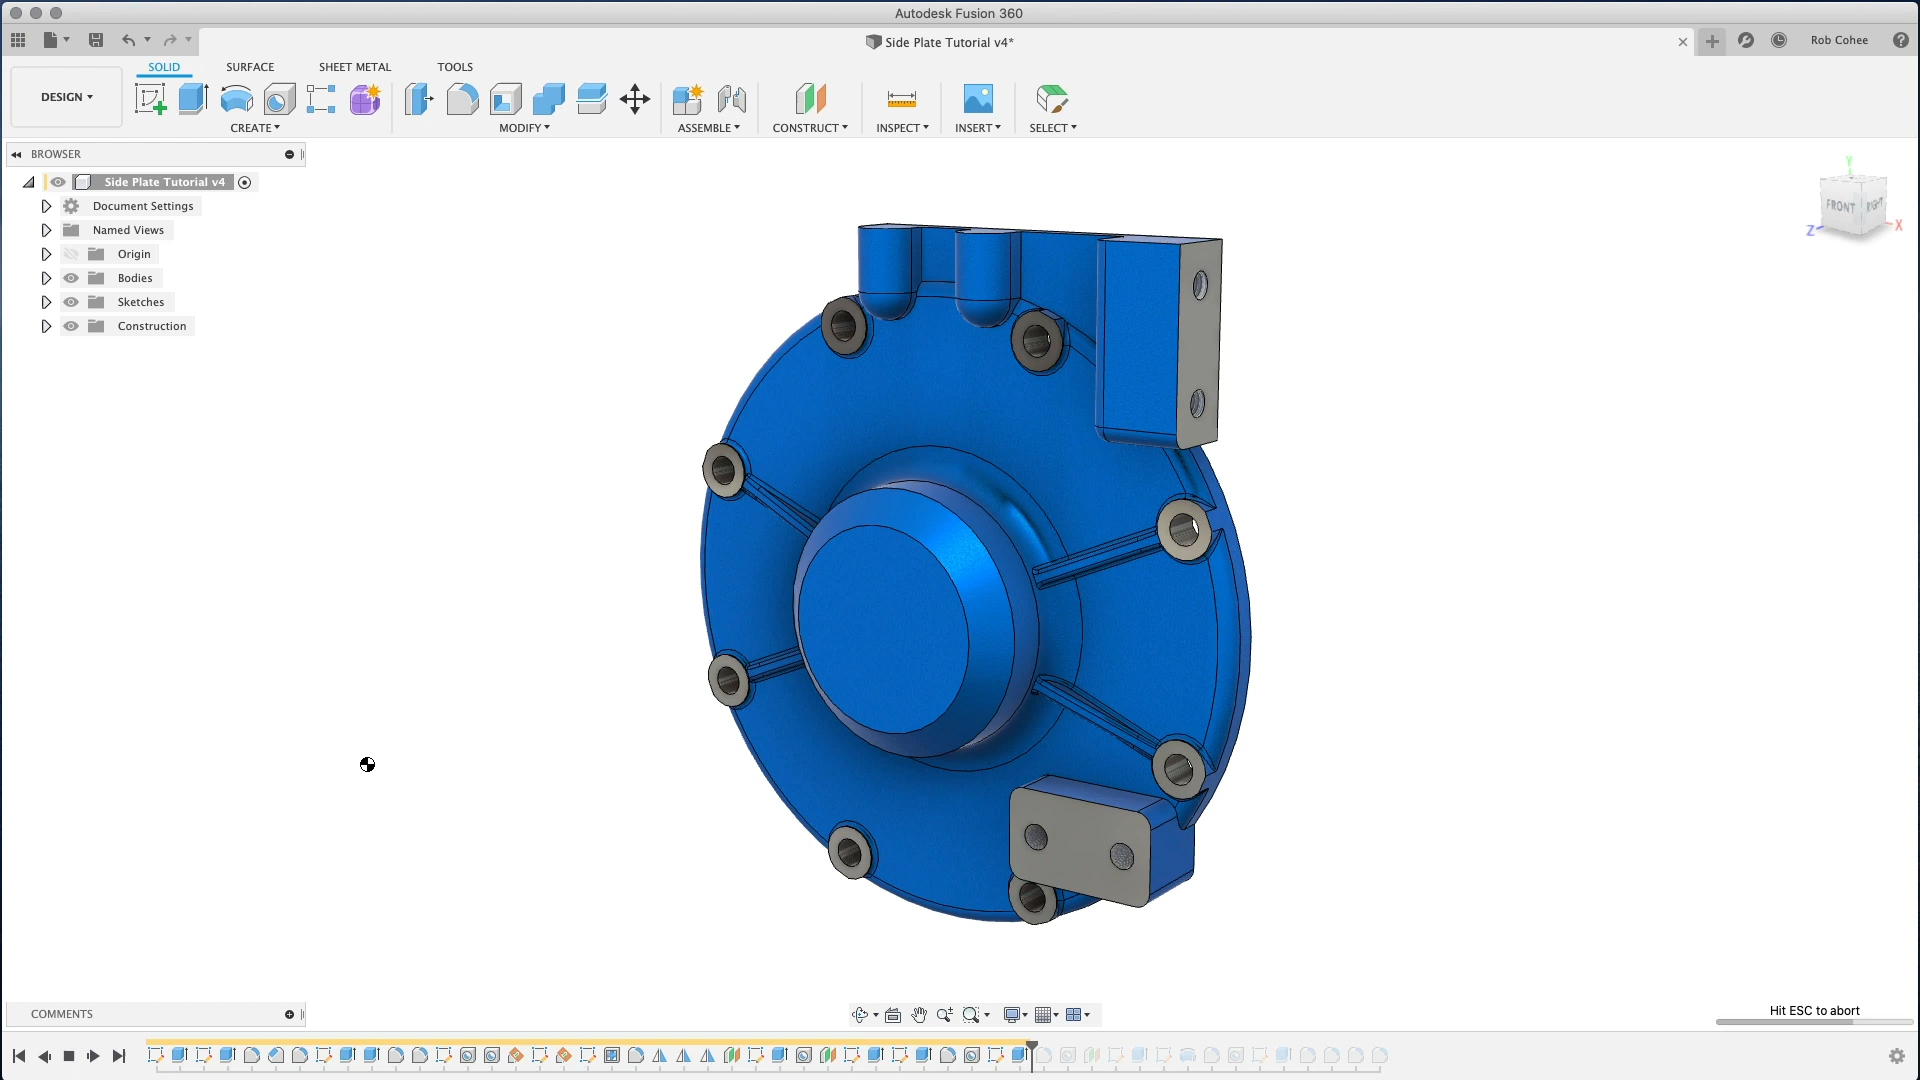 Autodesk Fusion 360
Side Plate Tutorial v4*
Rob Cohee
SOLID
SURFACE
SHEET METAL
TOOLS
DESIGN
CREATE
MODIFY
ASSEMBLE
CONSTRUCT
INSPECT
INSERT
SELECT
BROWSER
Side Plate Tutorial v4
Document Settings
Named Views
Origin
Bodies
Sketches
Construction
Y
FRONT
RIGHT
Z
X
COMMENTS
Hit ESC to abort